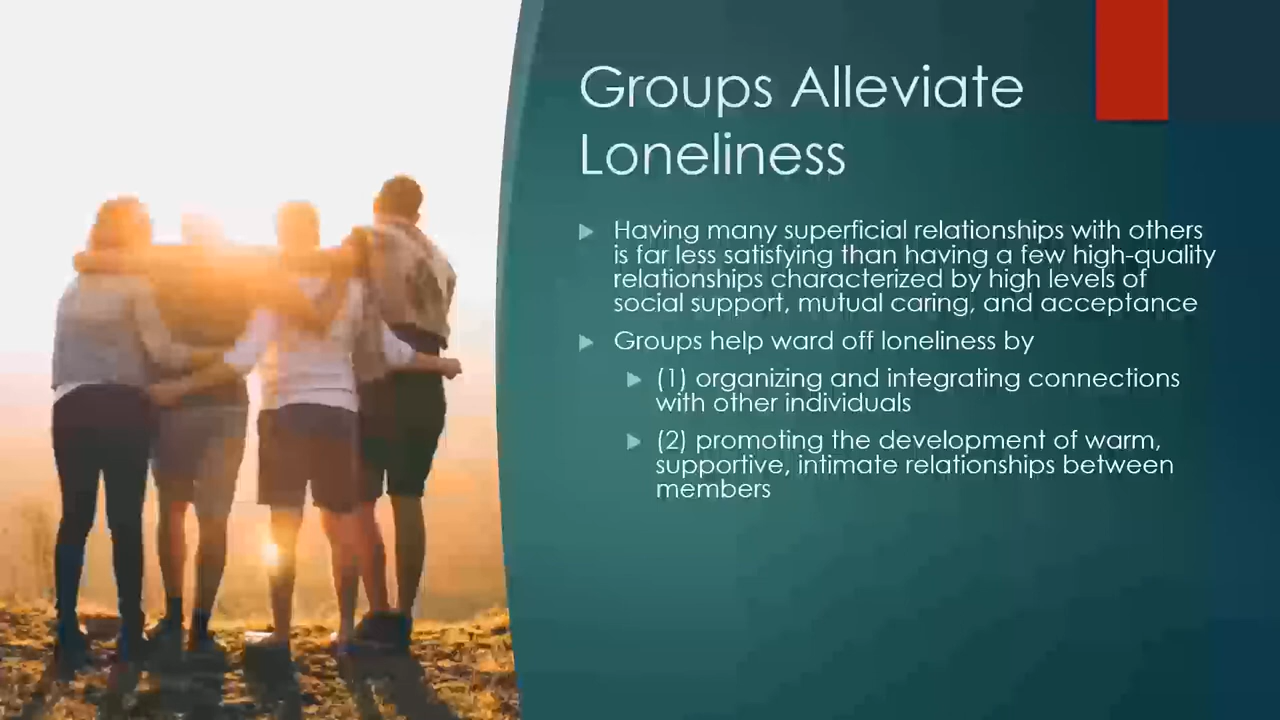 Groups Alleviate
Loneliness
Having many superficial relationships with others
is far less satisfying than having a few high-quality
relationships characterized by high levels of
social support, mutual caring, and acceptance
Groups help ward off loneliness by
(1) organizing and integrating connections
with other individuals
(2) promoting the development of warm,
supportive, intimate relationships between
members